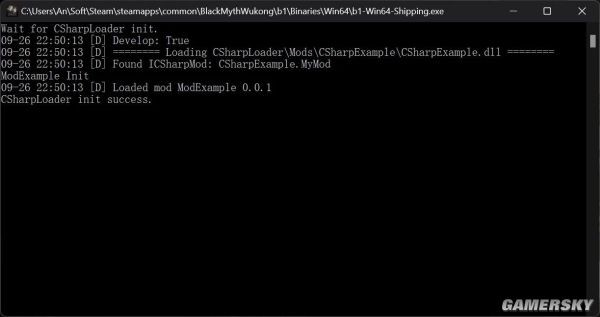 C:\Users\An\Soft\Steam\steamapps\common\BlackMythWukong\b1\Binaries\Win64\b1-Win64-Shipping.exe
Wait for CSharpLoader init.
09-26 22:50:13 [D] Develop: True
09-26 22:50:13 [D] ======== Loading CSharpLoader\Mods\CSharpExample\CSharpExample.dll ========
09-26 22:50:13 [D] Found ICSharpMod: CSharpExample.MyMod
ModExample Init
09-26 22:50:13 [D] Loaded mod ModExample 0.0.1
CSharpLoader init success.
GAMERSKY